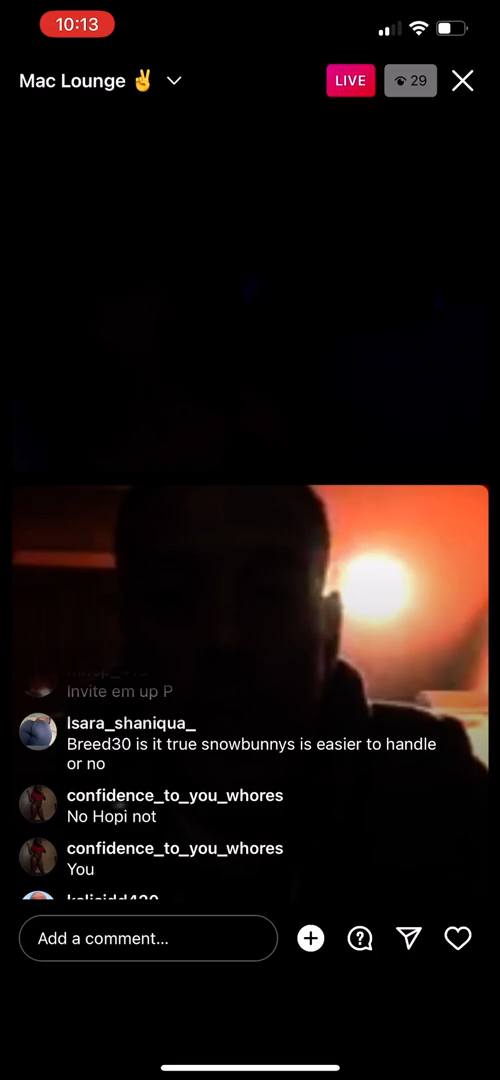 10:13
Mac Lounge ✌️
LIVE
29
Invite em up P
lsara_shaniqua_
Breed30 is it true snowbunnys is easier to handle
or no
confidence_to_you_whores
No Hopi not
confidence_to_you_whores
You
Add a comment...